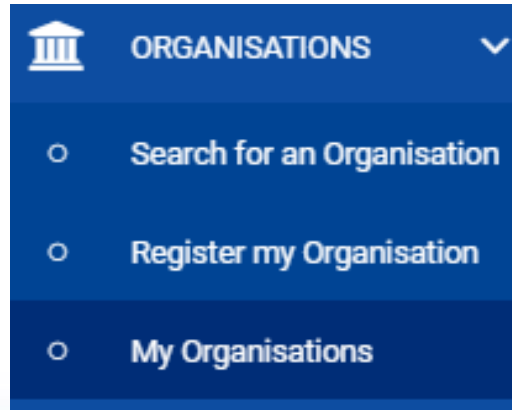 ORGANISATIONS
Search for an Organisation
Register my Organisation
My Organisations